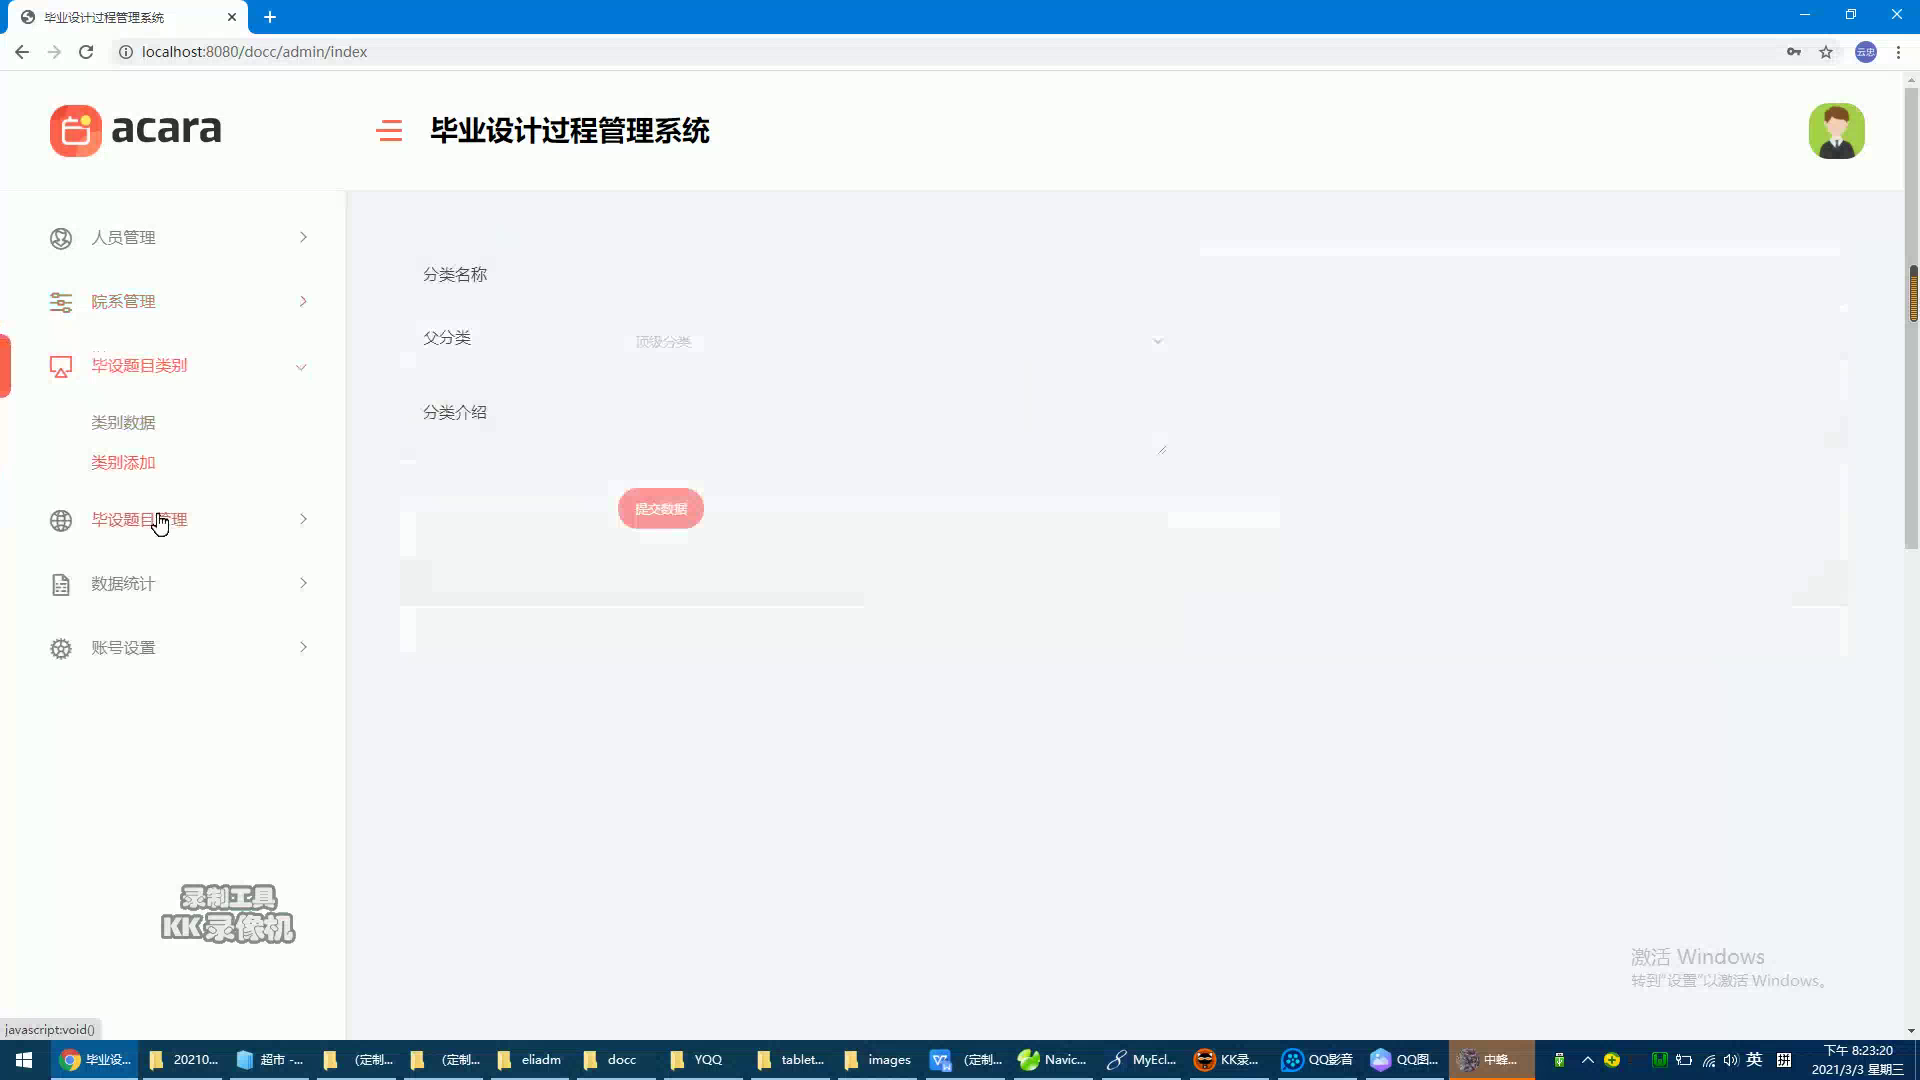 毕业设计过程管理系统
localhost:8080/docc/admin/index
云忠
acara
毕业设计过程管理系统
人员管理
院系管理
毕设题目类别
类别数据
类别添加
毕设题目管理
数据统计
账号设置
分类名称
父分类
顶级分类
分类介绍
提交数据
录制工具
KK录像机
激活 Windows
转到"设置"以激活 Windows。
javascript:void()
毕业设...
20210...
超市 -...
(定制...
(定制...
eliadm
docc
YQQ
tablet...
images
(定制...
Navic...
MyEcl...
KK录...
QQ影音
QQ图...
中蜂...
英
拼
下午 8:23:20
2021/3/3 星期三